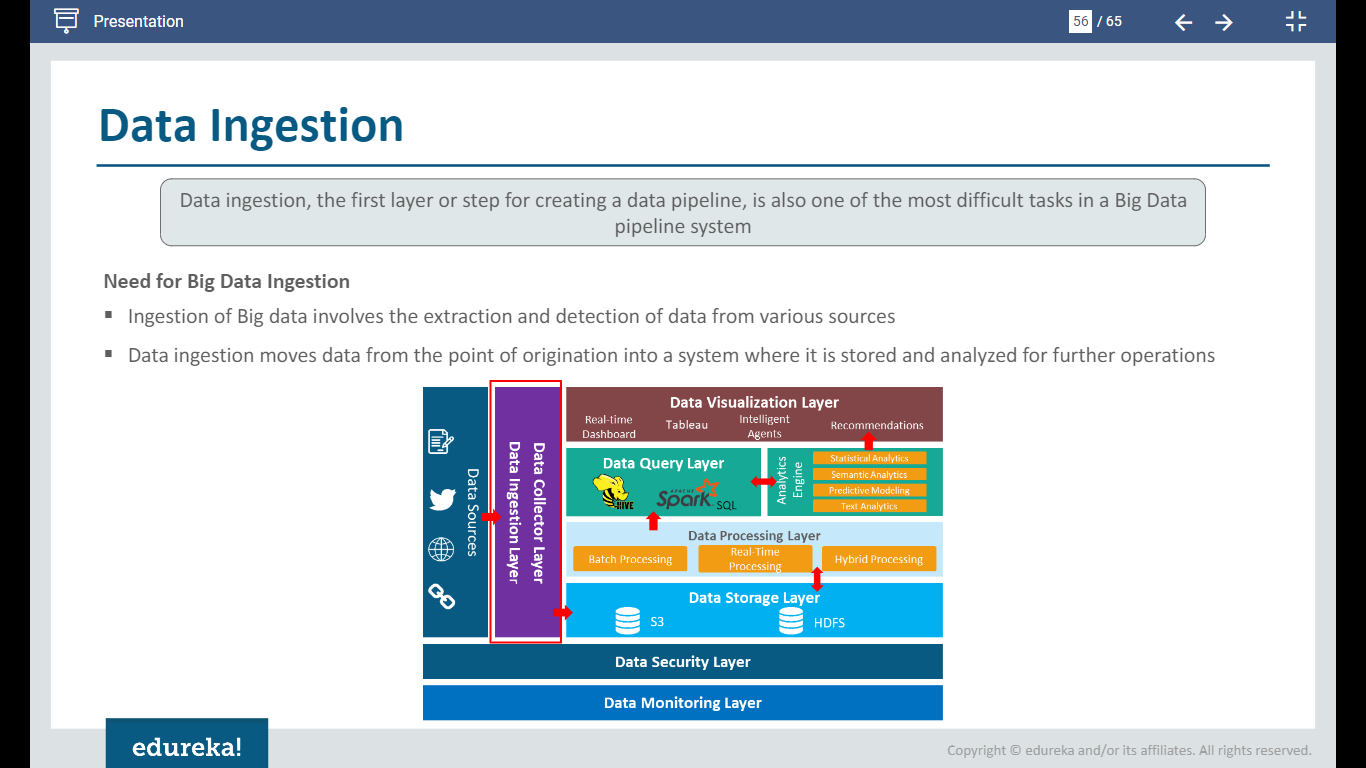 Presentation
56 / 65
Data Ingestion
Data ingestion, the first layer or step for creating a data pipeline, is also one of the most difficult tasks in a Big Data
pipeline system
Need for Big Data Ingestion
▪ Ingestion of Big data involves the extraction and detection of data from various sources
▪ Data ingestion moves data from the point of origination into a system where it is stored and analyzed for further operations
Data Sources
Data Collector Layer
Data Ingestion Layer
Data Visualization Layer
Real-time
Dashboard
Tableau
Intelligent
Agents
Recommendations
Data Query Layer
HIVE
APACHE
Spark SQL
Analytics
Engine
Statistical Analytics
Semantic Analytics
Predictive Modeling
Text Analytics
Data Processing Layer
Batch Processing
Real-Time
Processing
Hybrid Processing
Data Storage Layer
S3
HDFS
Data Security Layer
Data Monitoring Layer
edureka!
Copyright © edureka and/or its affiliates. All rights reserved.